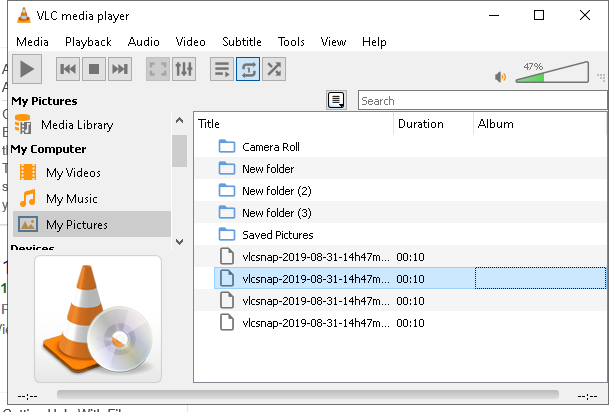 VLC media player
Media Playback Audio Video Subtitle Tools View Help
47%
My Pictures
Search
Media Library
Title Duration Album
My Computer
Camera Roll
My Videos
New folder
My Music
New folder (2)
My Pictures
New folder (3)
Devices
Saved Pictures
vlcsnap-2019-08-31-14h47m... 00:10
vlcsnap-2019-08-31-14h47m... 00:10
vlcsnap-2019-08-31-14h47m... 00:10
vlcsnap-2019-08-31-14h47m... 00:10
--:-- --:--